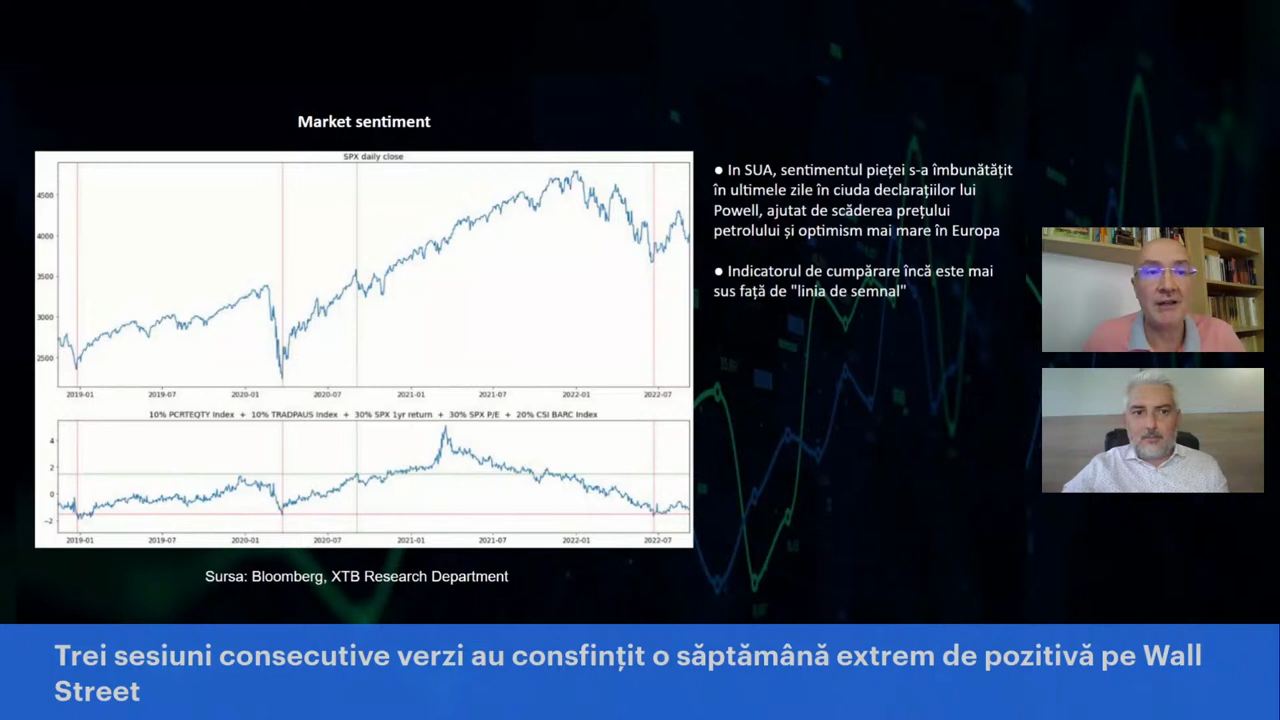 Market sentiment
SPX daily close
4500
4000
3500
3000
2500
2019-01 2019-07 2020-01 2020-07 2021-01 2021-07 2022-01 2022-07
10% PCRTEQTY Index + 10% TRADPAUS Index + 30% SPX 1yr return + 30% SPX P/E + 20% CSI BARC Index
4
2
0
−2
2019-01 2019-07 2020-01 2020-07 2021-01 2021-07 2022-01 2022-07
Sursa: Bloomberg, XTB Research Department
● In SUA, sentimentul pieței s-a îmbunătățit
în ultimele zile în ciuda declarațiilor lui
Powell, ajutat de scăderea prețului
petrolului și optimism mai mare în Europa
● Indicatorul de cumpărare încă este mai
sus față de "linia de semnal"
Trei sesiuni consecutive verzi au consfințit o săptămână extrem de pozitivă pe Wall
Street